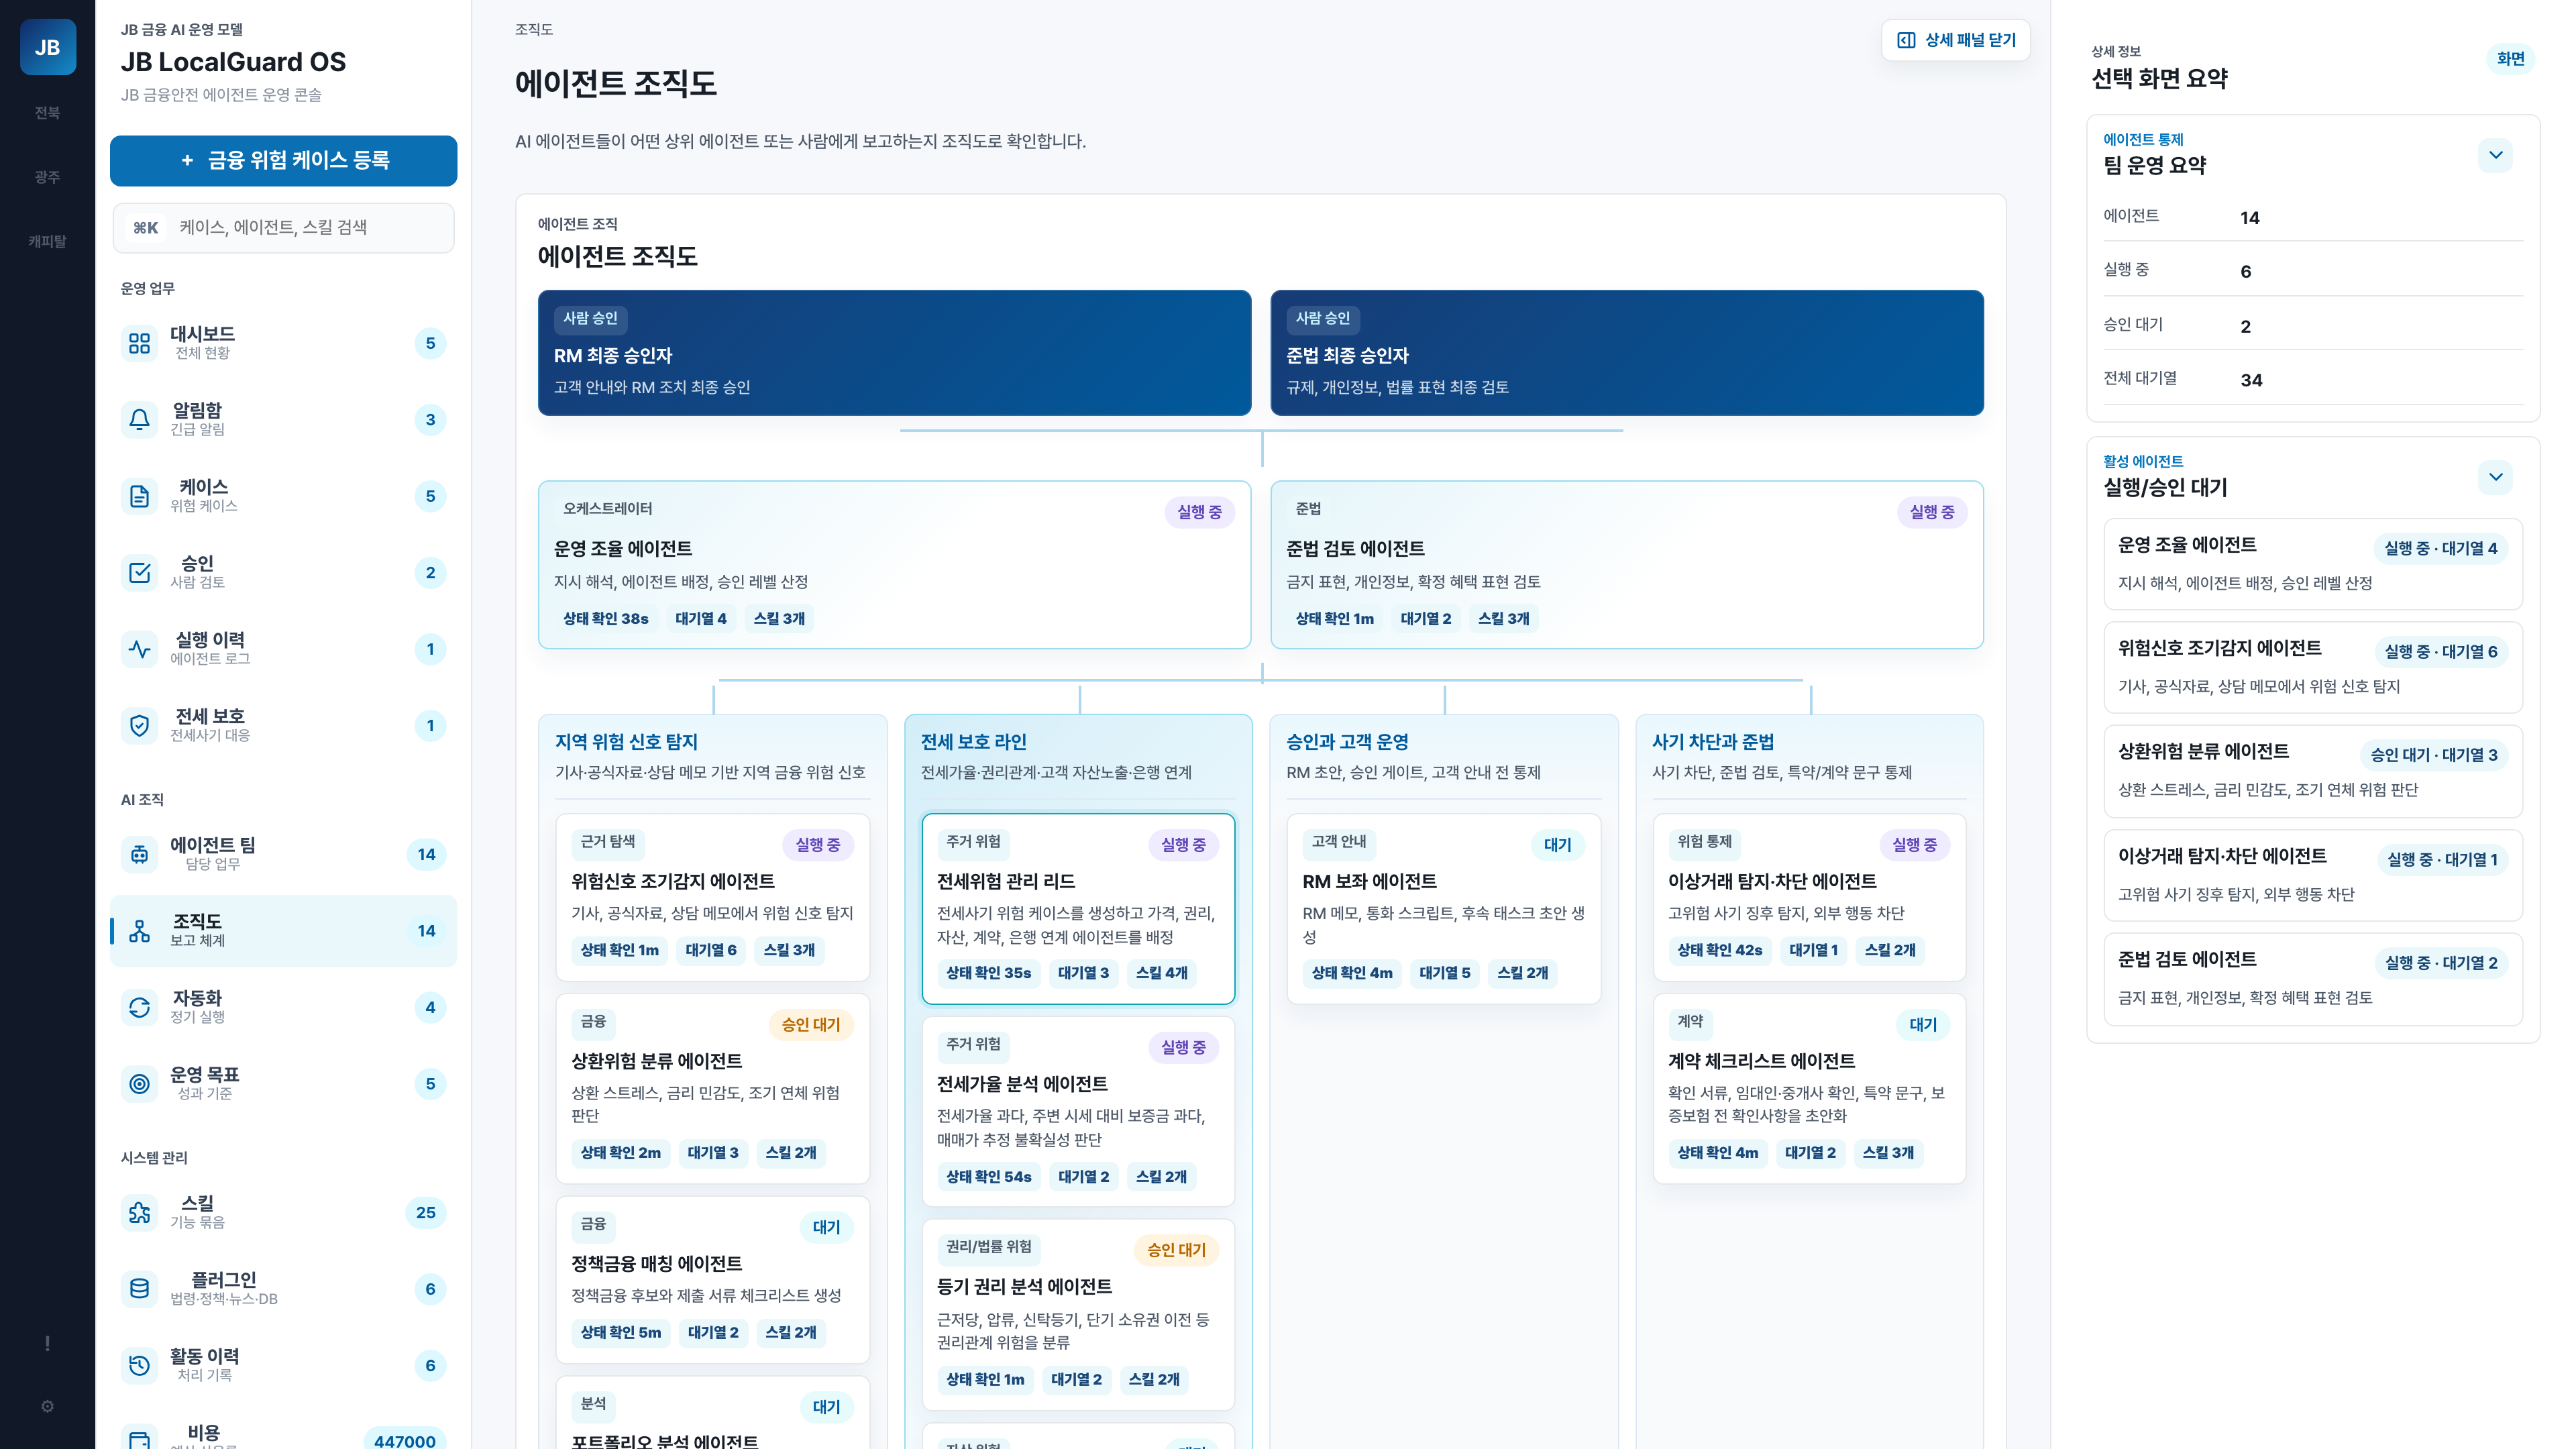 JB
전북
광주
캐피탈
!
JB 금융 AI 운영 모델
JB LocalGuard OS
JB 금융안전 에이전트 운영 콘솔
+ 금융 위험 케이스 등록
⌘K 케이스, 에이전트, 스킬 검색
운영 업무
대시보드
전체 현황
5
알림함
긴급 알림
3
케이스
위험 케이스
5
승인
사람 검토
2
실행 이력
에이전트 로그
1
전세 보호
전세사기 대응
1
AI 조직
에이전트 팀
담당 업무
14
조직도
보고 체계
14
자동화
정기 실행
4
운영 목표
성과 기준
5
시스템 관리
스킬
기능 묶음
25
플러그인
법령·정책·뉴스·DB
6
활동 이력
처리 기록
6
비용
447000
조직도
상세 패널 닫기
에이전트 조직도
AI 에이전트들이 어떤 상위 에이전트 또는 사람에게 보고하는지 조직도로 확인합니다.
에이전트 조직
에이전트 조직도
사람 승인
RM 최종 승인자
고객 안내와 RM 조치 최종 승인
사람 승인
준법 최종 승인자
규제, 개인정보, 법률 표현 최종 검토
오케스트레이터
실행 중
운영 조율 에이전트
지시 해석, 에이전트 배정, 승인 레벨 산정
상태 확인 38s 대기열 4 스킬 3개
준법
실행 중
준법 검토 에이전트
금지 표현, 개인정보, 확정 혜택 표현 검토
상태 확인 1m 대기열 2 스킬 3개
지역 위험 신호 탐지
기사·공식자료·상담 메모 기반 지역 금융 위험 신호
근거 탐색
실행 중
위험신호 조기감지 에이전트
기사, 공식자료, 상담 메모에서 위험 신호 탐지
상태 확인 1m 대기열 6 스킬 3개
금융
승인 대기
상환위험 분류 에이전트
상환 스트레스, 금리 민감도, 조기 연체 위험
판단
상태 확인 2m 대기열 3 스킬 2개
금융
대기
정책금융 매칭 에이전트
정책금융 후보와 제출 서류 체크리스트 생성
상태 확인 5m 대기열 2 스킬 2개
분석
대기
포트폴리오 분석 에이전트
전세 보호 라인
전세가율·권리관계·고객 자산노출·은행 연계
주거 위험
실행 중
전세위험 관리 리드
전세사기 위험 케이스를 생성하고 가격, 권리,
자산, 계약, 은행 연계 에이전트를 배정
상태 확인 35s 대기열 3 스킬 4개
주거 위험
실행 중
전세가율 분석 에이전트
전세가율 과다, 주변 시세 대비 보증금 과다,
매매가 추정 불확실성 판단
상태 확인 54s 대기열 2 스킬 2개
권리/법률 위험
승인 대기
등기 권리 분석 에이전트
근저당, 압류, 신탁등기, 단기 소유권 이전 등
권리관계 위험을 분류
상태 확인 1m 대기열 2 스킬 2개
승인과 고객 운영
RM 초안, 승인 게이트, 고객 안내 전 통제
고객 안내
대기
RM 보좌 에이전트
RM 메모, 통화 스크립트, 후속 태스크 초안 생
성
상태 확인 4m 대기열 5 스킬 2개
사기 차단과 준법
사기 차단, 준법 검토, 특약/계약 문구 통제
위험 통제
실행 중
이상거래 탐지·차단 에이전트
고위험 사기 징후 탐지, 외부 행동 차단
상태 확인 42s 대기열 1 스킬 2개
계약
대기
계약 체크리스트 에이전트
확인 서류, 임대인·중개사 확인, 특약 문구, 보
증보험 전 확인사항을 초안화
상태 확인 4m 대기열 2 스킬 3개
상세 정보
선택 화면 요약
화면
에이전트 통제
팀 운영 요약
에이전트 14
실행 중 6
승인 대기 2
전체 대기열 34
활성 에이전트
실행/승인 대기
운영 조율 에이전트
실행 중 · 대기열 4
지시 해석, 에이전트 배정, 승인 레벨 산정
위험신호 조기감지 에이전트
실행 중 · 대기열 6
기사, 공식자료, 상담 메모에서 위험 신호 탐지
상환위험 분류 에이전트
승인 대기 · 대기열 3
상환 스트레스, 금리 민감도, 조기 연체 위험 판단
이상거래 탐지·차단 에이전트
실행 중 · 대기열 1
고위험 사기 징후 탐지, 외부 행동 차단
준법 검토 에이전트
실행 중 · 대기열 2
금지 표현, 개인정보, 확정 혜택 표현 검토